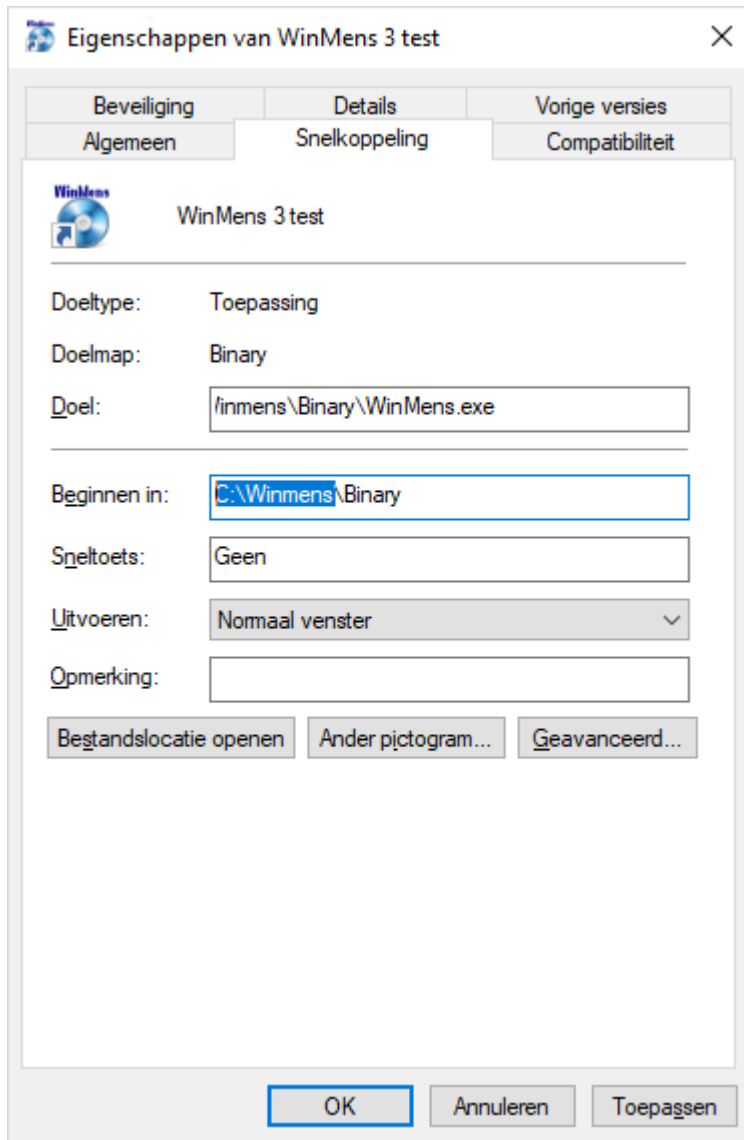 Eigenschappen van WinMens 3 test
Beveiliging Details Vorige versies
Algemeen Snelkoppeling Compatibiliteit
WinMens
WinMens 3 test
Doeltype: Toepassing
Doelmap: Binary
Doel: inmens\Binary\WinMens.exe
Beginnen in: C:\Winmens\Binary
Sneltoets: Geen
Uitvoeren: Normaal venster
Opmerking:
Bestandslocatie openen Ander pictogram... Geavanceerd...
OK Annuleren Toepassen